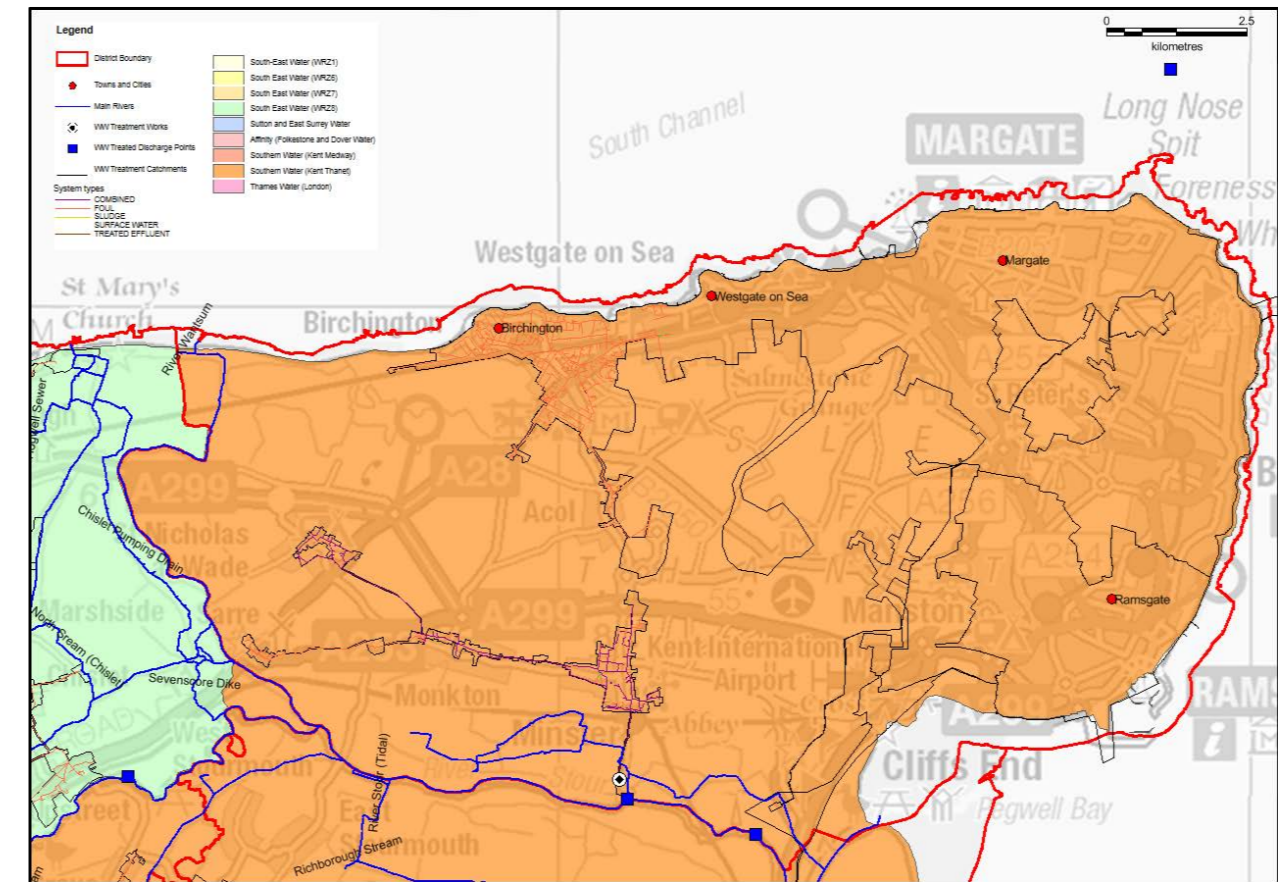 Legend
District Boundary
Towns and Cities
Main Rivers
WW Treatment Works
WW Treated Discharge Points
WW Treatment Catchments
System types
COMBINED
FOUL
SLUDGE
SURFACE WATER
TREATED EFFLUENT
South-East Water (WRZ1)
South East Water (WRZ6)
South East Water (WRZ7)
South East Water (WRZ8)
Sutton and East Surrey Water
Affinity (Folkestone and Dover Water)
Southern Water (Kent Medway)
Southern Water (Kent Thanet)
Thames Water (London)
0 2.5
kilometres
South Channel
MARGATE
Long Nose
Spit
Foreness
Westgate on Sea
Margate
Westgate on Sea
St Mary's
Church
Birchington
Birchington
River Wantsum
B2051
A255
Salmestone
Grange
Peter's
A299
A28
Acol
A256
Nicholas
Wade
Chislet Pumping Drain
A254
Marshside
Sarre
A299
Manston
Ramsgate
North Stream (Chislet
Kent International
Airport
Sevenscore Dike
Monkton
Minster
Abbey
RAMS
Cliffs End
Pegwell Bay
River Stour (Tidal)
Richborough Stream